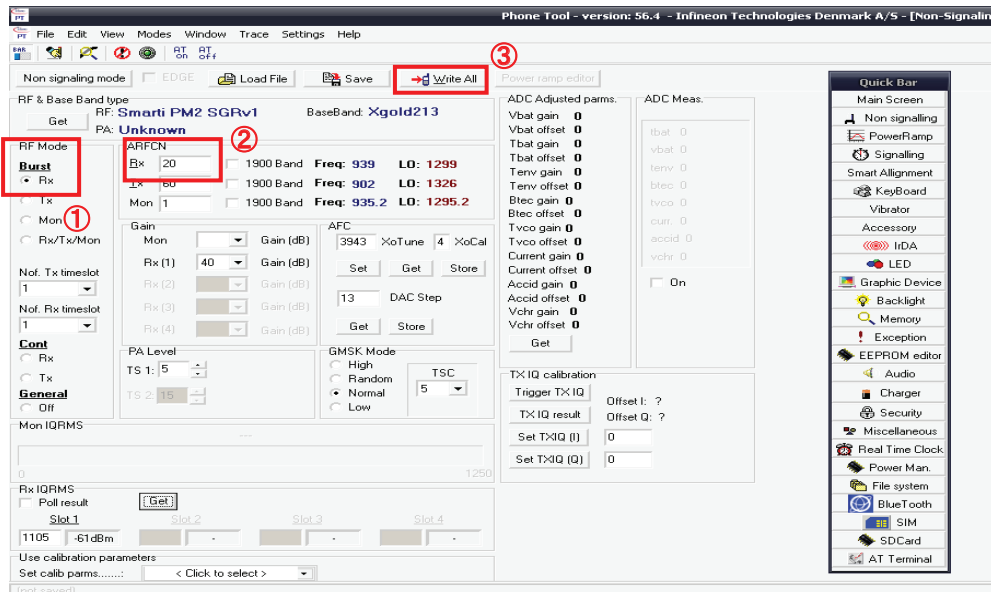 Phone Tool - version: 56.4 - Infineon Technologies Denmark A/S - [Non-Signalin
File Edit View Modes Window Trace Settings Help
BAR AT on AT off
③
Non signaling mode EDGE Load File Save Write All Power ramp editor
RF & Base Band type
Get RF: Smarti PM2 SGRv1 BaseBand: Xgold213
PA: Unknown
②
RF Mode
Burst
Rx
Tx
①
Mon
Rx/Tx/Mon
Nof. Tx timeslot
1
Nof. Rx timeslot
1
Cont
Rx
Tx
General
Off
ARFCN
Rx 20 1900 Band Freq: 939 LO: 1299
Tx 60 1900 Band Freq: 902 LO: 1326
Mon 1 1900 Band Freq: 935.2 LO: 1295.2
Gain
Mon Gain (dB)
Rx (1) 40 Gain (dB)
Rx (2) Gain (dB)
Rx (3) Gain (dB)
Rx (4) Gain (dB)
AFC
3943 XoTune 4 XoCal
Set Get Store
13 DAC Step
Get Store
PA Level
TS 1: 5
TS 2: 15
GMSK Mode
High
Random
Normal
Low
TSC
5
Mon IQRMS
---
0 1250
Rx IQRMS
Poll result Get
Slot 1 Slot 2 Slot 3 Slot 4
1105 -61dBm - - -
Use calibration parameters
Set calib parms.......: < Click to select >
(not saved)
ADC Adjusted parms.
Vbat gain 0
Vbat offset 0
Tbat gain 0
Tbat offset 0
Tenv gain 0
Tenv offset 0
Btec gain 0
Btec offset 0
Tvco gain 0
Tvco offset 0
Current gain 0
Current offset 0
Accid gain 0
Accid offset 0
Vchr gain 0
Vchr offset 0
Get
ADC Meas.
tbat 0
vbat 0
tenv 0
btec 0
tvco 0
curr. 0
accid 0
vchr 0
On
TX IQ calibration
Trigger TX IQ
TX IQ result
Offset I: ?
Offset Q: ?
Set TXIQ (I) 0
Set TXIQ (Q) 0
Quick Bar
Main Screen
Non signalling
PowerRamp
Signalling
Smart Allignment
KeyBoard
Vibrator
Accessory
IrDA
LED
Graphic Device
Backlight
Memory
Exception
EEPROM editor
Audio
Charger
Security
Miscellaneous
Real Time Clock
Power Man.
File system
BlueTooth
SIM
SDCard
AT Terminal